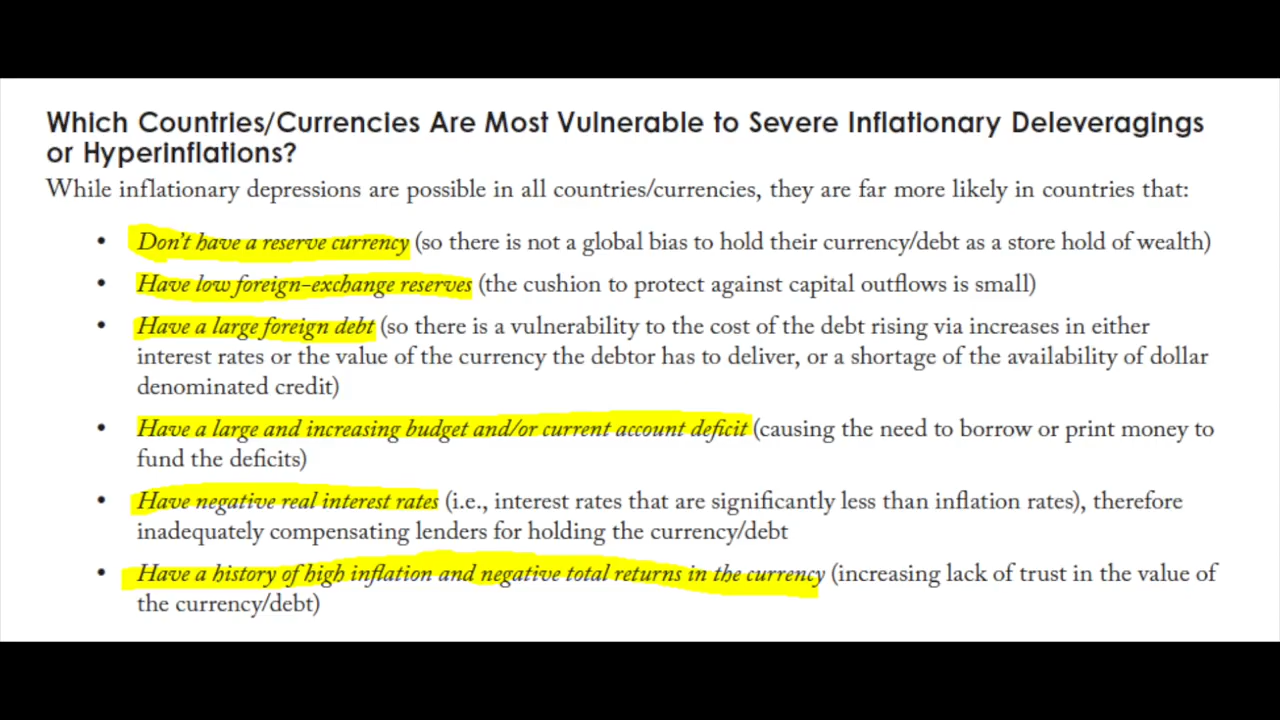 Which Countries/Currencies Are Most Vulnerable to Severe Inflationary Deleveragings
or Hyperinflations?
While inflationary depressions are possible in all countries/currencies, they are far more likely in countries that:
• Don't have a reserve currency (so there is not a global bias to hold their currency/debt as a store hold of wealth)
• Have low foreign-exchange reserves (the cushion to protect against capital outflows is small)
• Have a large foreign debt (so there is a vulnerability to the cost of the debt rising via increases in either
interest rates or the value of the currency the debtor has to deliver, or a shortage of the availability of dollar
denominated credit)
• Have a large and increasing budget and/or current account deficit (causing the need to borrow or print money to
fund the deficits)
• Have negative real interest rates (i.e., interest rates that are significantly less than inflation rates), therefore
inadequately compensating lenders for holding the currency/debt
• Have a history of high inflation and negative total returns in the currency (increasing lack of trust in the value of
the currency/debt)